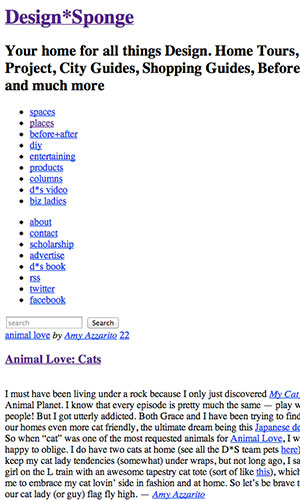 Design*Sponge
Your home for all things Design. Home Tours,
Project, City Guides, Shopping Guides, Before
and much more
spaces
places
before+after
diy
entertaining
products
columns
d*s video
biz ladies
about
contact
scholarship
advertise
d*s book
rss
twitter
facebook
search Search
animal love by Amy Azzarito 22
Animal Love: Cats
I must have been living under a rock because I only just discovered My Cat
Animal Planet. I know that every episode is pretty much the same — play w
people! But I got utterly addicted. Both Grace and I have been trying to find
our homes even more cat friendly, the ultimate dream being this Japanese de
So when “cat” was one of the most requested animals for Animal Love, I w
happy to oblige. I do have two cats at home (see all the D*S team pets here)
keep my cat lady tendencies (somewhat) under wraps, but not long ago, I s
girl on the L train with an awesome tapestry cat tote (sort of like this), which
me to embrace my cat lovin’ side in fashion and at home. So let’s be brave t
our cat lady (or guy) flag fly high. — Amy Azzarito